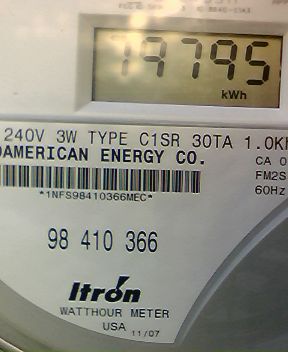 79795
kWh
240V 3W TYPE C1SR 30TA 1.0K
AMERICAN ENERGY CO.
CA 0
FM2S
60Hz
*1NFS98410366MEC*
98 410 366
Itrón
WATTHOUR METER
USA 11/07